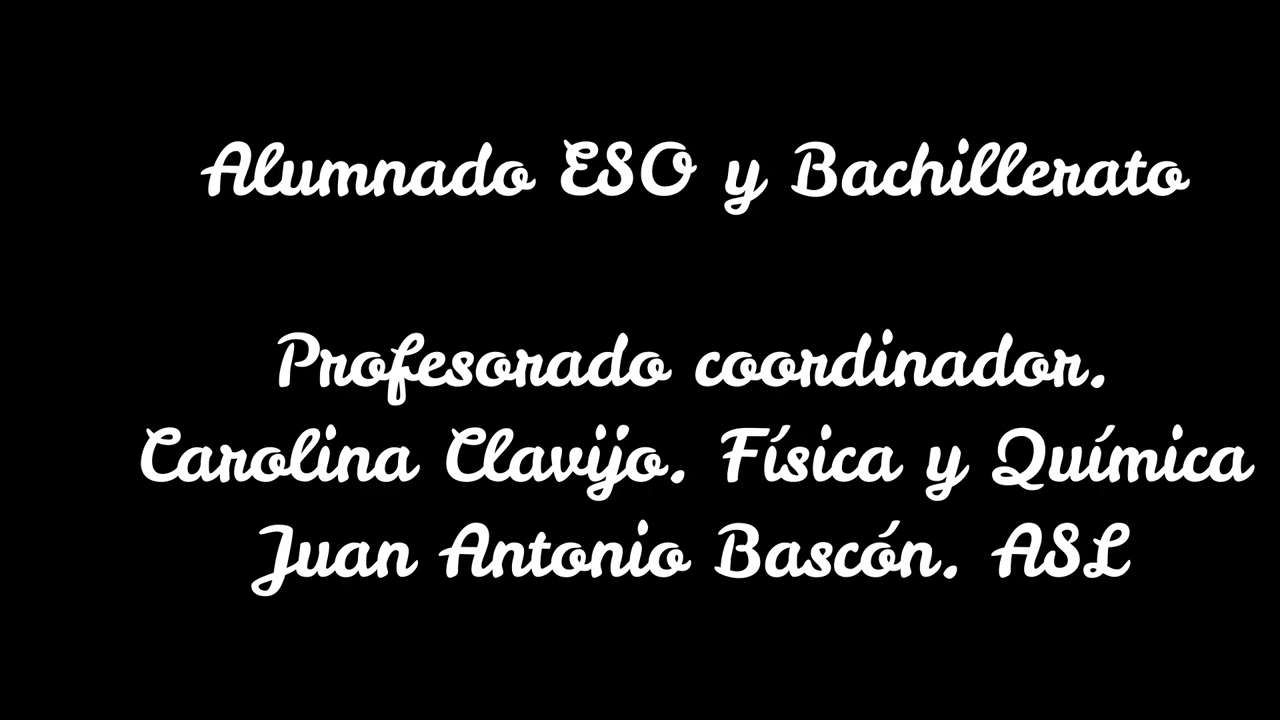 Alumnado ESO y Bachillerato
Profesorado coordinador.
Carolina Clavijo. Física y Química
Juan Antonio Bascón. ASL